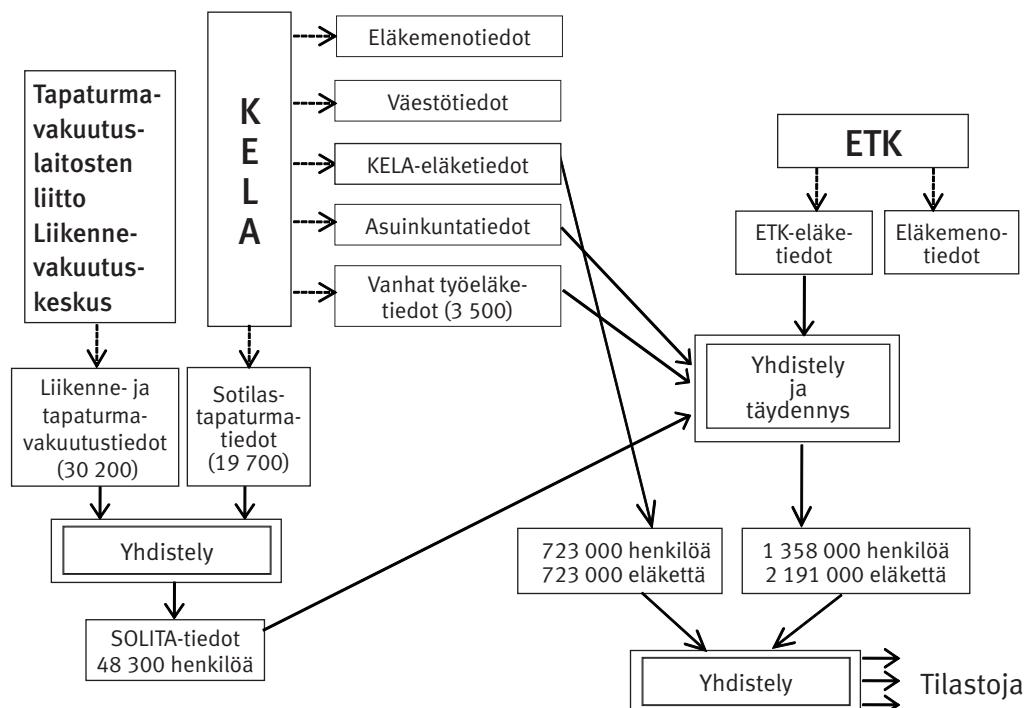 Tapaturma-
vakuutus-
laitosten
liitto
Liikenne-
vakuutus-
keskus
K
E
L
A
Eläkemenotiedot
Väestötiedot
KELA-eläketiedot
Asuinkuntatiedot
Vanhat työeläke-
tiedot (3 500)
ETK
ETK-eläke-
tiedot
Eläkemeno-
tiedot
Yhdistely
ja
täydennys
Liikenne- ja
tapaturma-
vakuutustiedot
(30 200)
Sotilas-
tapaturma-
tiedot
(19 700)
Yhdistely
SOLITA-tiedot
48 300 henkilöä
723 000 henkilöä
723 000 eläkettä
1 358 000 henkilöä
2 191 000 eläkettä
Yhdistely
Tilastoja